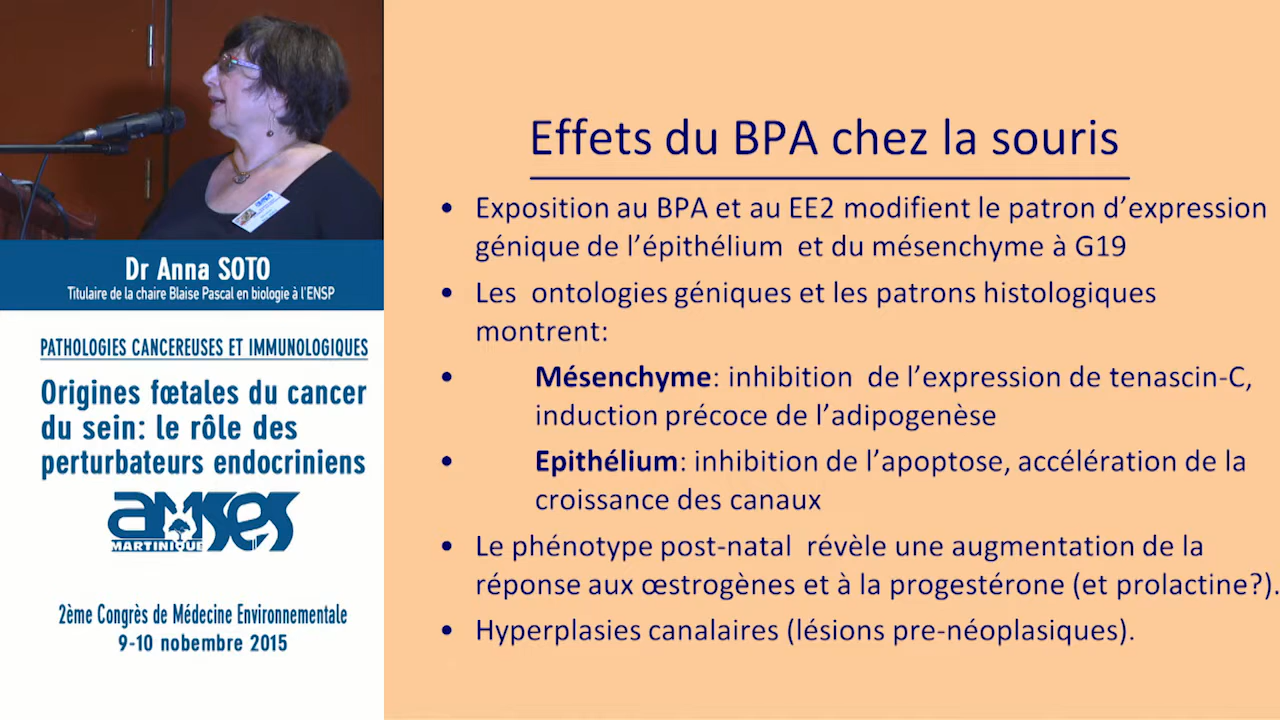 Dr Anna SOTO
Titulaire de la chaire Blaise Pascal en biologie à l'ENSP
PATHOLOGIES CANCEREUSES ET IMMUNOLOGIQUES
Origines fœtales du cancer
du sein: le rôle des
perturbateurs endocriniens
amses
MARTINIQUE
2ème Congrès de Médecine Environnementale
9-10 nobembre 2015
Effets du BPA chez la souris
• Exposition au BPA et au EE2 modifient le patron d’expression
génique de l’épithélium et du mésenchyme à G19
• Les ontologies géniques et les patrons histologiques
montrent:
• Mésenchyme: inhibition de l’expression de tenascin-C,
induction précoce de l’adipogenèse
• Epithélium: inhibition de l’apoptose, accélération de la
croissance des canaux
• Le phénotype post-natal révèle une augmentation de la
réponse aux œstrogènes et à la progestérone (et prolactine?).
• Hyperplasies canalaires (lésions pre-néoplasiques).